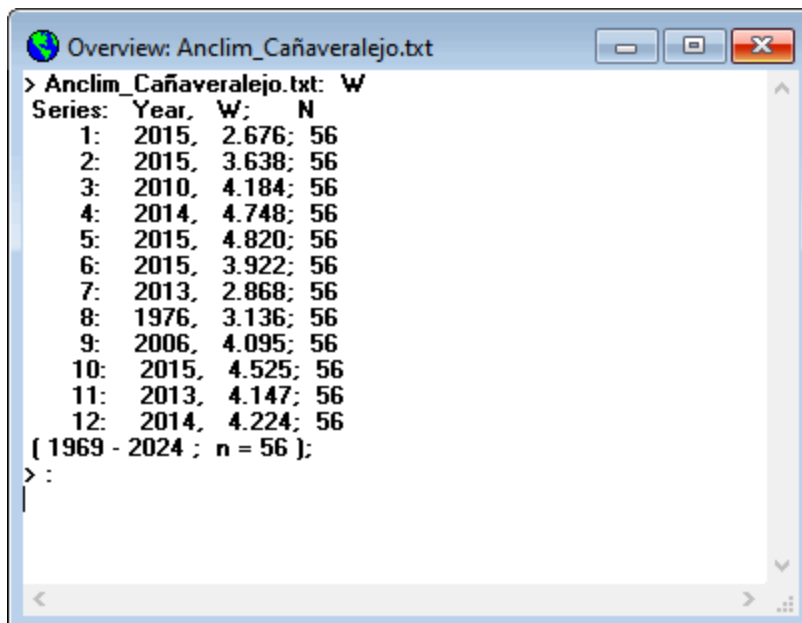 Overview: Anclim_Cañaveralejo.txt
> Anclim_Cañaveralejo.txt: W
Series: Year, W; N
1: 2015, 2.676; 56
2: 2015, 3.638; 56
3: 2010, 4.184; 56
4: 2014, 4.748; 56
5: 2015, 4.820; 56
6: 2015, 3.922; 56
7: 2013, 2.868; 56
8: 1976, 3.136; 56
9: 2006, 4.095; 56
10: 2015, 4.525; 56
11: 2013, 4.147; 56
12: 2014, 4.224; 56
( 1969 - 2024 ; n = 56 );
> :